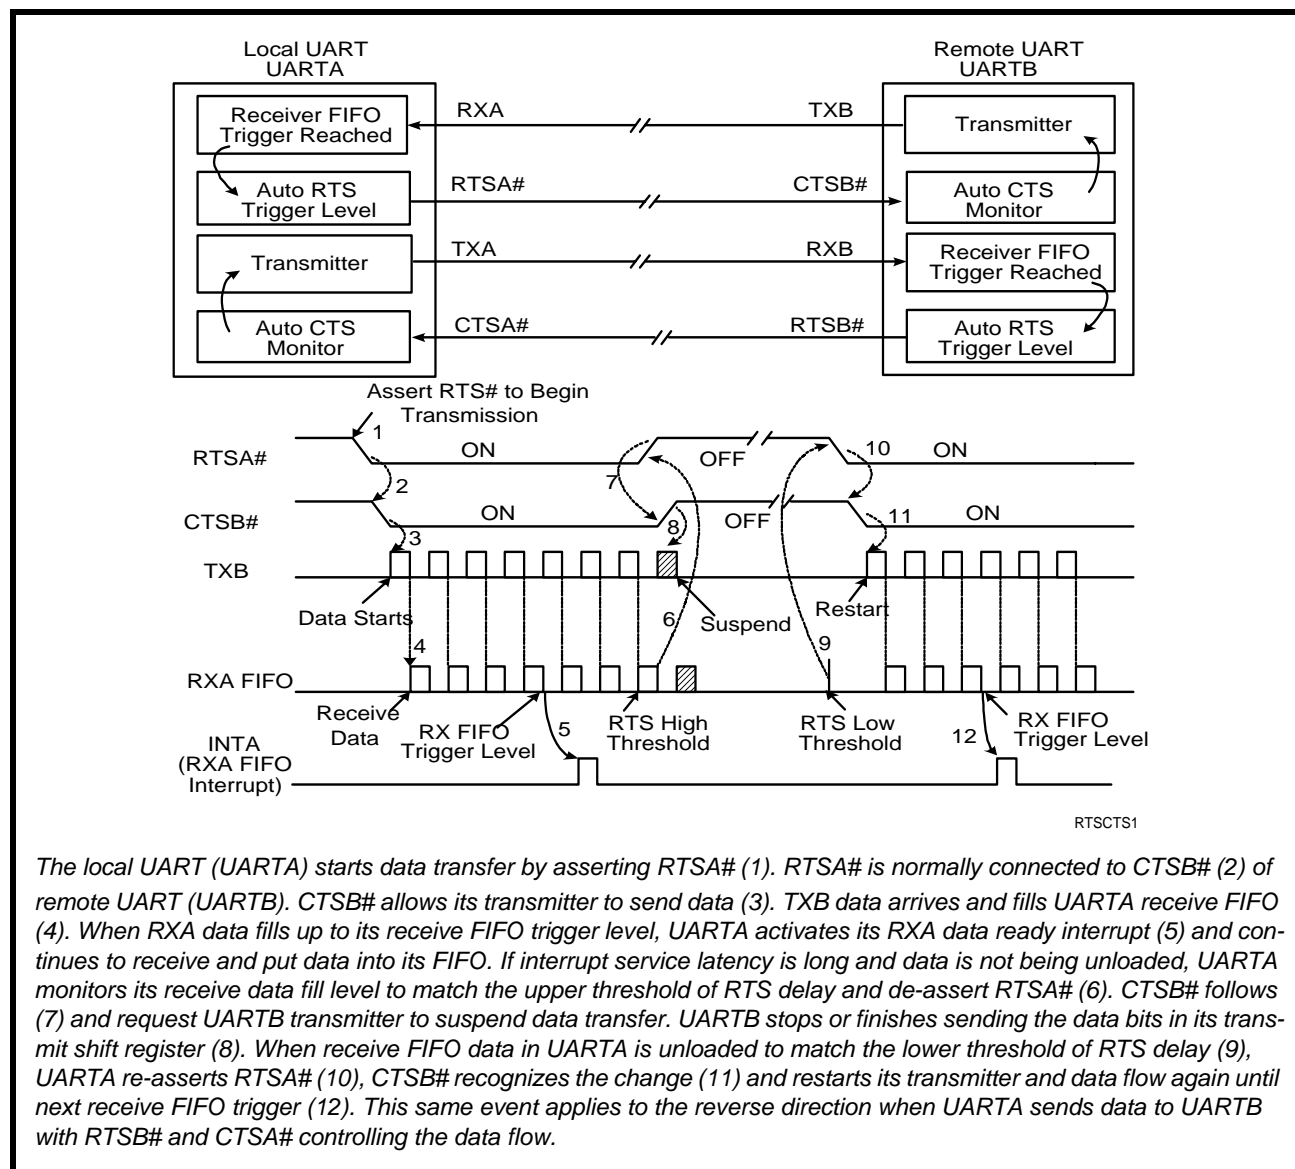 Local UART
UARTA
Remote UART
UARTB
Receiver FIFO
Trigger Reached
RXA
TXB
Transmitter
Auto RTS
Trigger Level
RTSA#
CTSB#
Auto CTS
Monitor
Transmitter
TXA
RXB
Receiver FIFO
Trigger Reached
Auto CTS
Monitor
CTSA#
RTSB#
Auto RTS
Trigger Level
Assert RTS# to Begin
Transmission
RTSA#
1
ON
7
OFF
10
ON
2
CTSB#
3
ON
8
OFF
11
ON
TXB
Data Starts
6
Suspend
Restart
4
9
RXA FIFO
Receive
Data
RX FIFO
Trigger Level
5
RTS High
Threshold
RTS Low
Threshold
12
RX FIFO
Trigger Level
INTA
(RXA FIFO
Interrupt)
RTSCTS1
The local UART (UARTA) starts data transfer by asserting RTSA# (1). RTSA# is normally connected to CTSB# (2) of
remote UART (UARTB). CTSB# allows its transmitter to send data (3). TXB data arrives and fills UARTA receive FIFO
(4). When RXA data fills up to its receive FIFO trigger level, UARTA activates its RXA data ready interrupt (5) and con-
tinues to receive and put data into its FIFO. If interrupt service latency is long and data is not being unloaded, UARTA
monitors its receive data fill level to match the upper threshold of RTS delay and de-assert RTSA# (6). CTSB# follows
(7) and request UARTB transmitter to suspend data transfer. UARTB stops or finishes sending the data bits in its trans-
mit shift register (8). When receive FIFO data in UARTA is unloaded to match the lower threshold of RTS delay (9),
UARTA re-asserts RTSA# (10), CTSB# recognizes the change (11) and restarts its transmitter and data flow again until
next receive FIFO trigger (12). This same event applies to the reverse direction when UARTA sends data to UARTB
with RTSB# and CTSA# controlling the data flow.